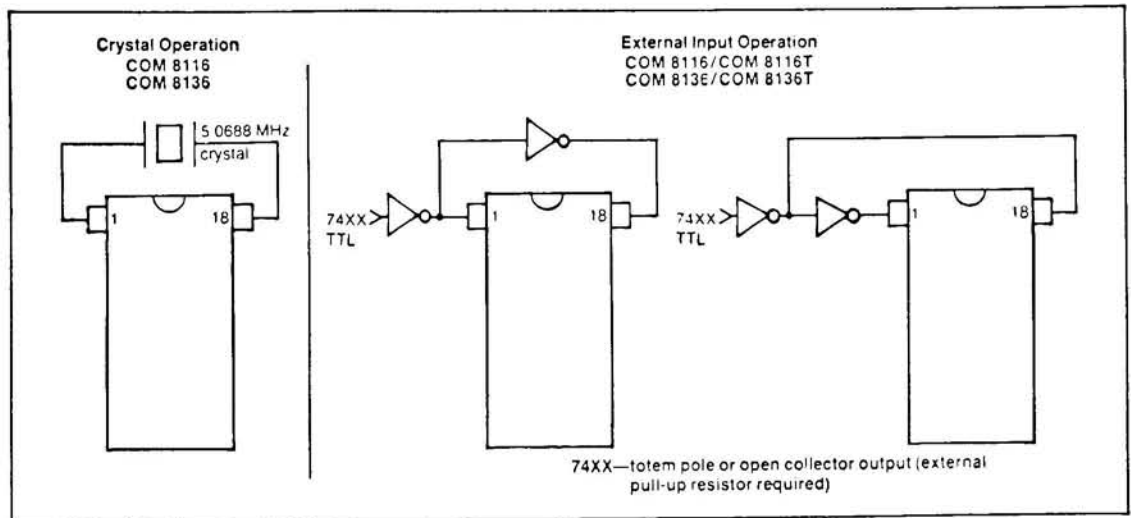 Crystal Operation
COM 8116
COM 8136
5.0688 MHz
crystal
1
18
External Input Operation
COM 8116/COM 8116T
COM 813E/COM 8136T
74XX
TTL
1
18
74XX
TTL
1
18
74XX—totem pole or open collector output (external
pull-up resistor required)